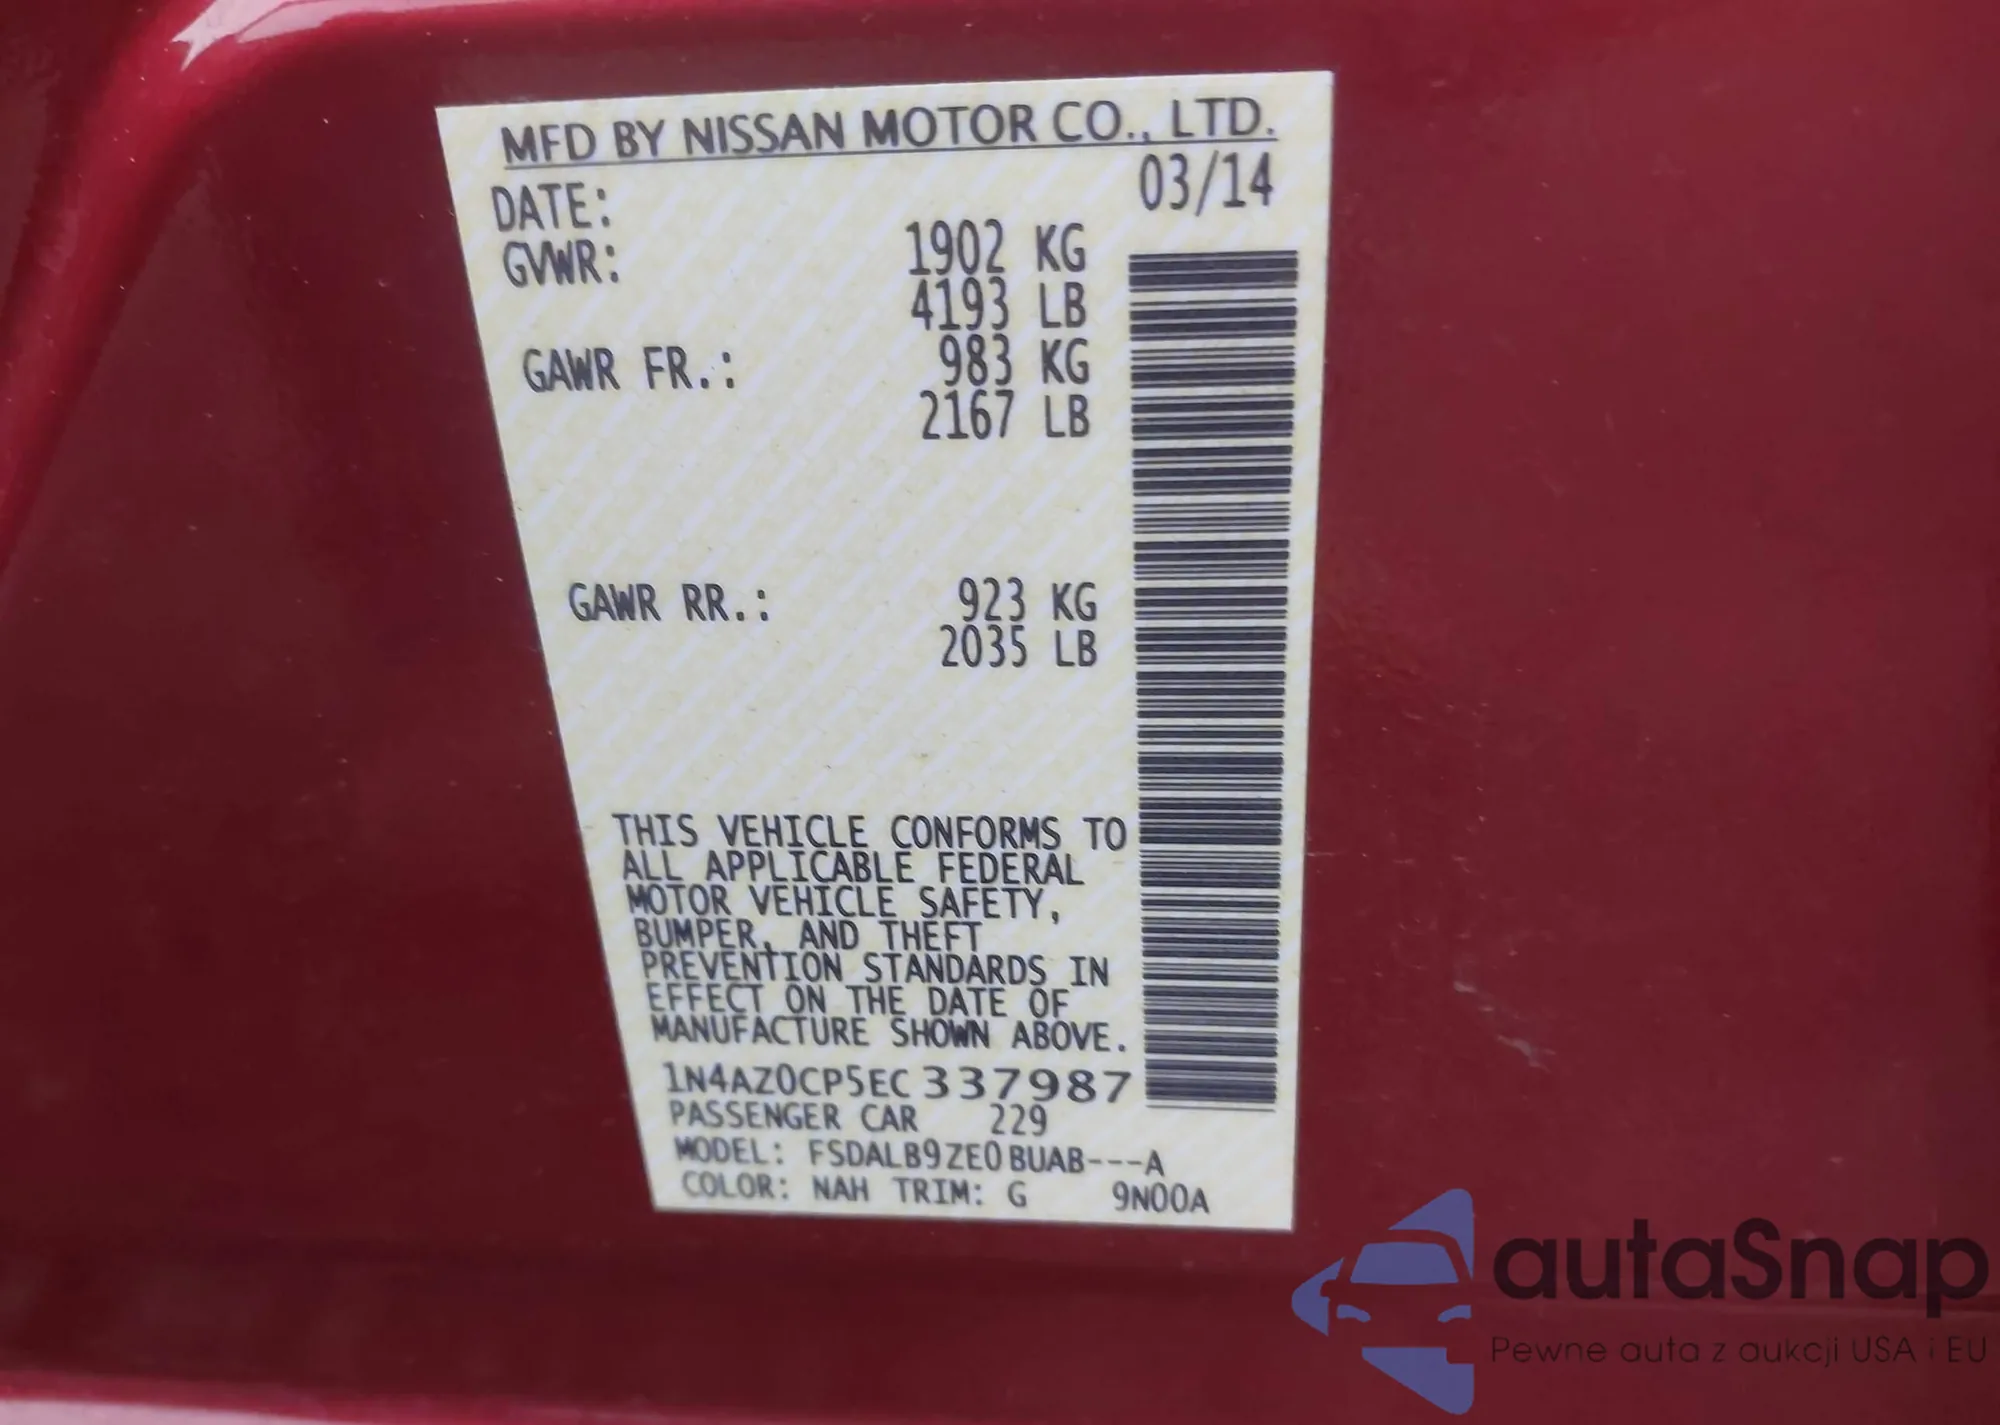 MFD BY NISSAN MOTOR CO., LTD.
DATE: 03/14
GVWR: 1902 KG
4193 LB
GAWR FR.: 983 KG
2167 LB
GAWR RR.: 923 KG
2035 LB
THIS VEHICLE CONFORMS TO
ALL APPLICABLE FEDERAL
MOTOR VEHICLE SAFETY,
BUMPER, AND THEFT
PREVENTION STANDARDS IN
EFFECT ON THE DATE OF
MANUFACTURE SHOWN ABOVE.
1N4AZ0CP5EC337987
PASSENGER CAR 229
MODEL: FSDALB9ZE0BUAB---A
COLOR: NAH TRIM: G 9N00A
autaSnap
Pewne auta z aukcji USA i EU